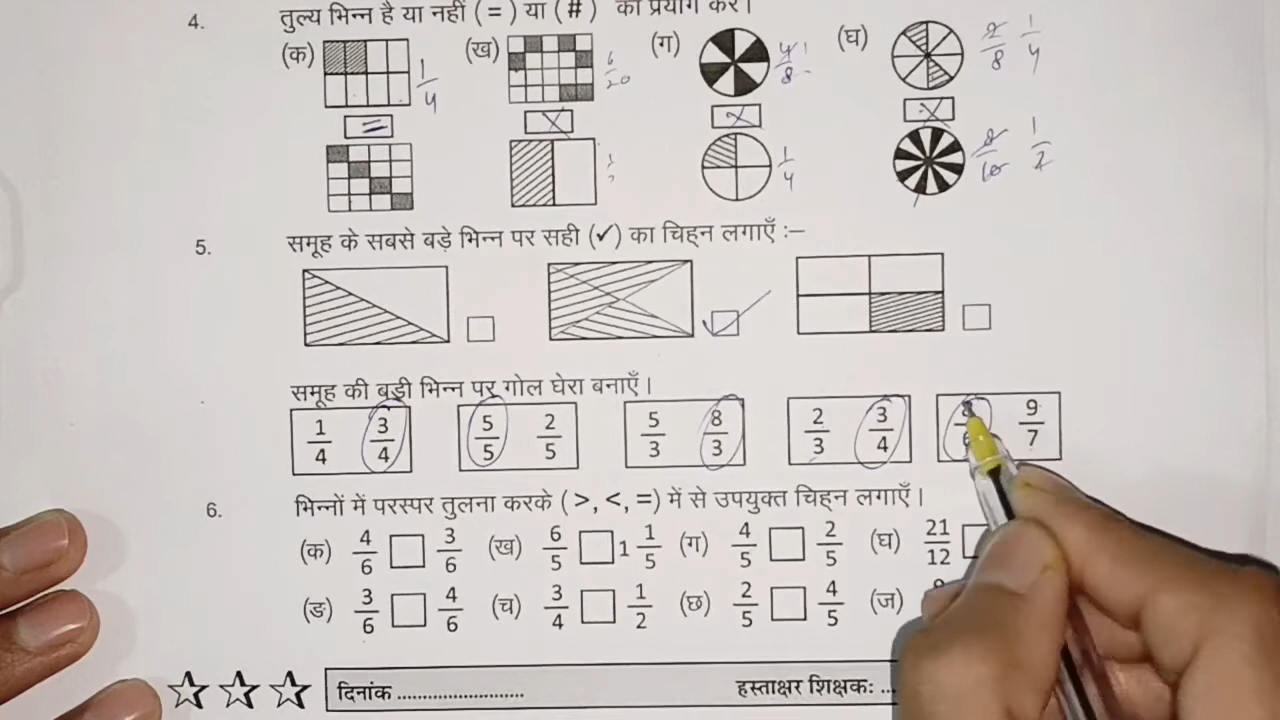 4. तुल्य भिन्न है या नहीं ( = ) या ( # ) का प्रयोग करें।
(क) (ख) (ग) (घ)
1/4 6/20 4/8 1 2/8 1/4
= X X X
1/4 8/16 1/2
5. समूह के सबसे बड़े भिन्न पर सही (✓) का चिह्न लगाएँ :–
समूह की बड़ी भिन्न पर गोल घेरा बनाएँ।
1/4 3/4 5/5 2/5 5/3 8/3 2/3 3/4 9/7
6. भिन्नों में परस्पर तुलना करके ( >, <, =) में से उपयुक्त चिह्न लगाएँ।
(क) 4/6 □ 3/6 (ख) 6/5 □ 1 1/5 (ग) 4/5 □ 2/5 (घ) 21/12
(ङ) 3/6 □ 4/6 (च) 3/4 □ 1/2 (छ) 2/5 □ 4/5 (ज)
दिनांक ........................ हस्ताक्षर शिक्षक: ...